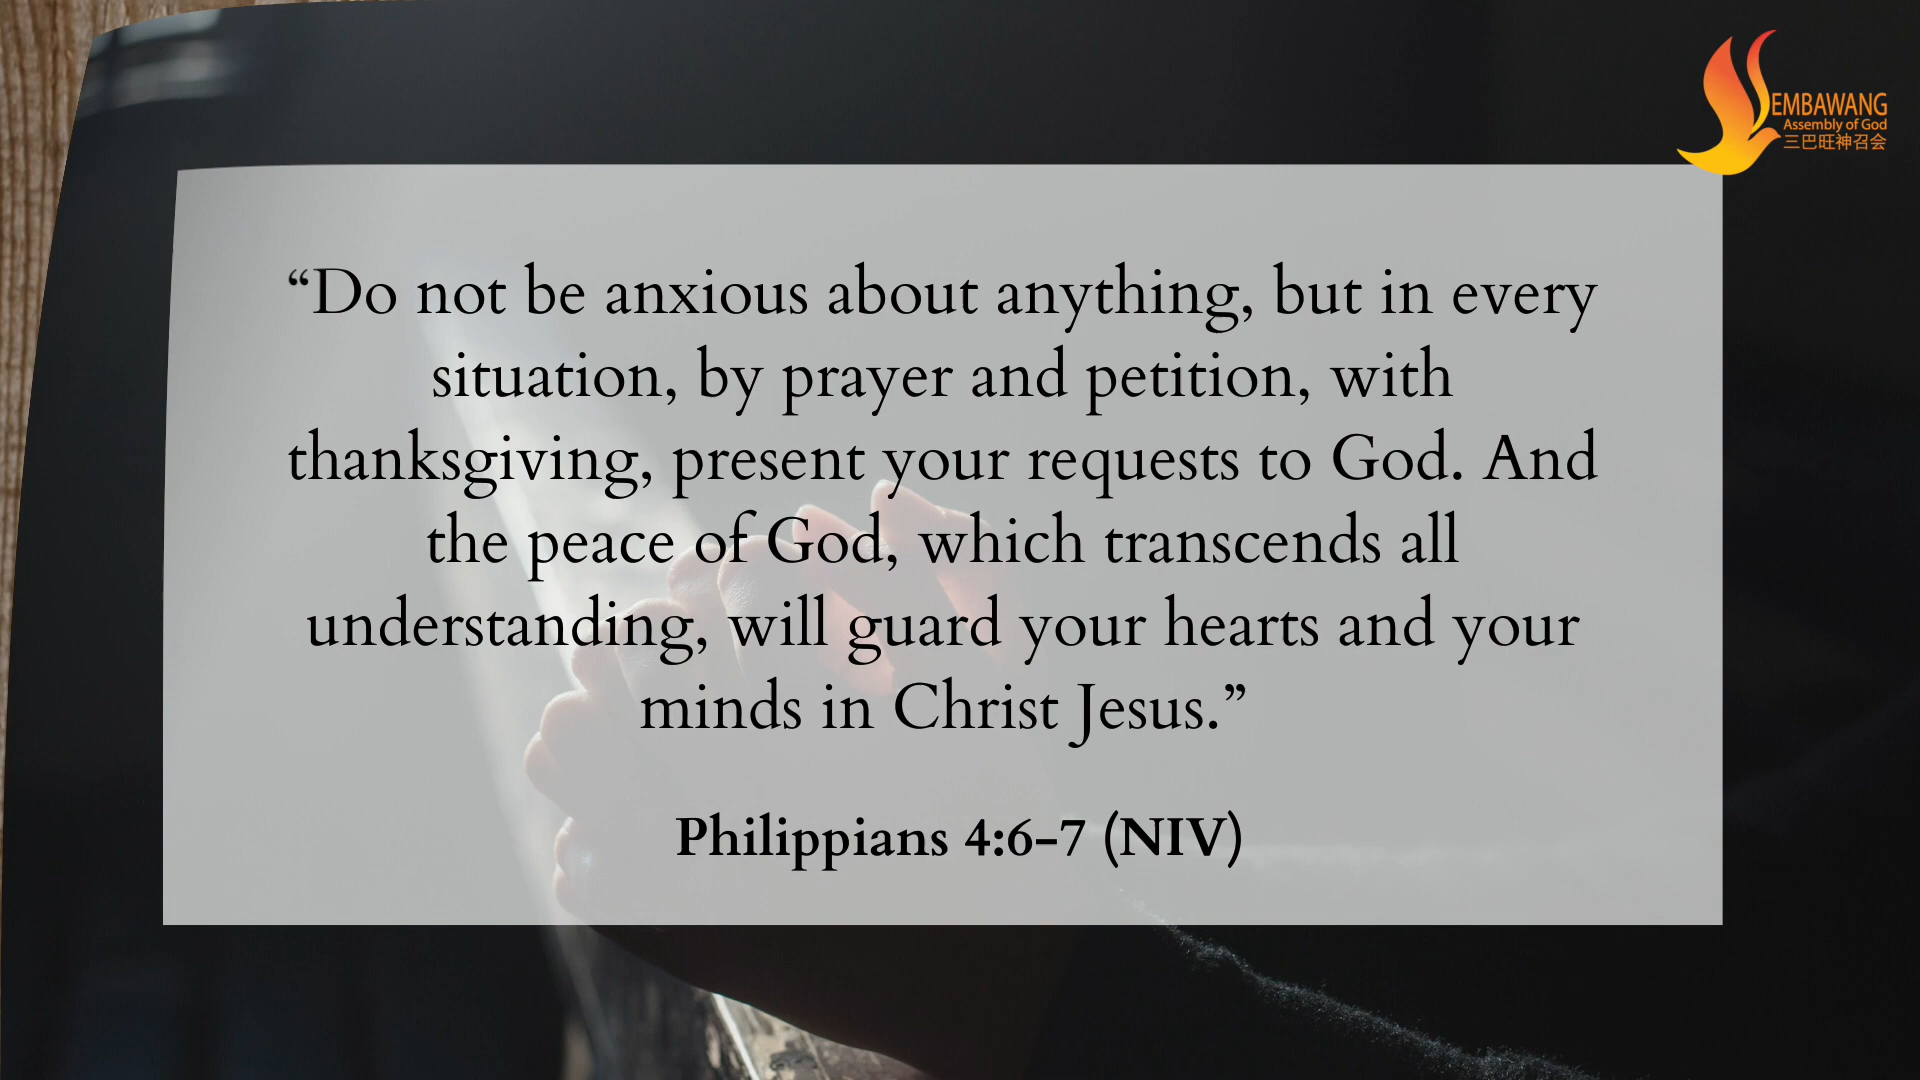 EMBAWANG
Assembly of God
三巴旺神召会
“Do not be anxious about anything, but in every
situation, by prayer and petition, with
thanksgiving, present your requests to God. And
the peace of God, which transcends all
understanding, will guard your hearts and your
minds in Christ Jesus.”
Philippians 4:6-7 (NIV)